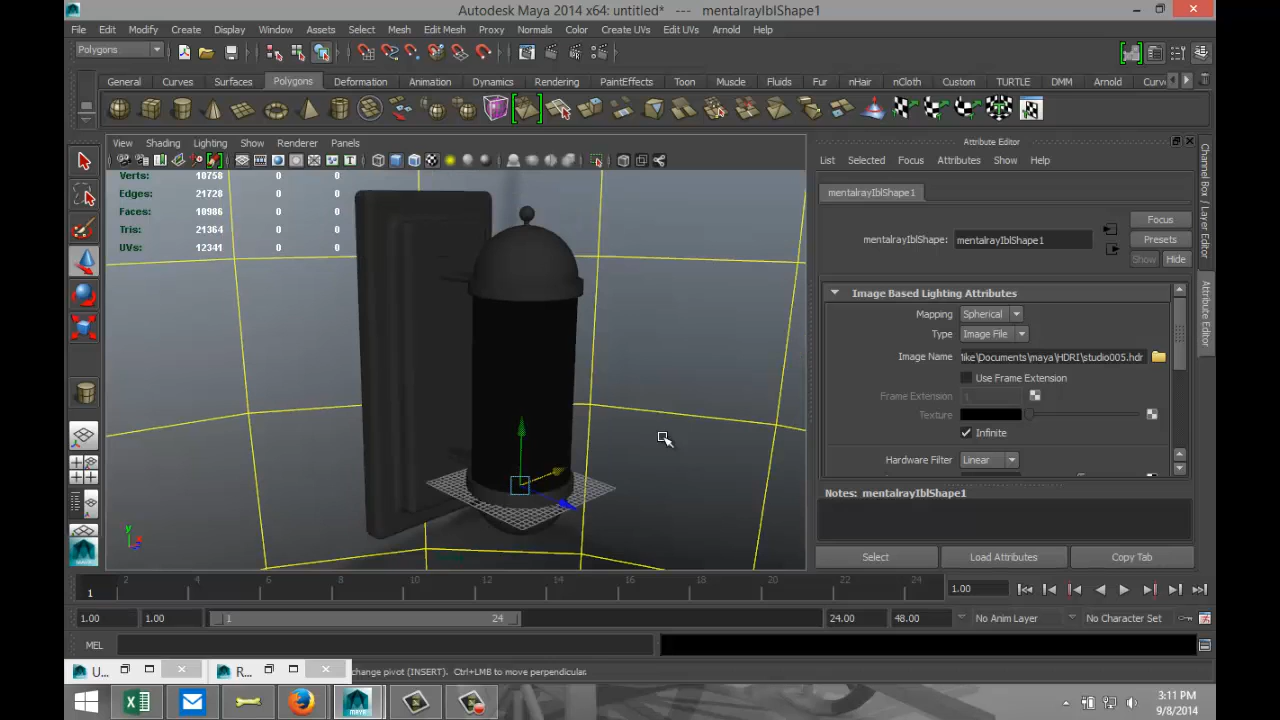 Autodesk Maya 2014 x64: untitled* --- mentalrayIblShape1
File Edit Modify Create Display Window Assets Select Mesh Edit Mesh Proxy Normals Color Create UVs Edit UVs Arnold Help
Polygons
General Curves Surfaces Polygons Deformation Animation Dynamics Rendering PaintEffects Toon Muscle Fluids Fur nHair nCloth Custom TURTLE DMM Arnold Curv
View Shading Lighting Show Renderer Panels
Verts: 10758 0 0
Edges: 21728 0 0
Faces: 10986 0 0
Tris: 21364 0 0
UVs: 12341 0 0
Attribute Editor
List Selected Focus Attributes Show Help
mentalrayIblShape1
mentalrayIblShape: mentalrayIblShape1
Focus
Presets
Show Hide
Image Based Lighting Attributes
Mapping Spherical
Type Image File
Image Name like\Documents\maya\HDRI\studio005.hdr
Use Frame Extension
Frame Extension 1
Texture
Infinite
Hardware Filter Linear
Notes: mentalrayIblShape1
Select Load Attributes Copy Tab
Channel Box / Layer Editor
Attribute Editor
2 4 6 8 10 12 14 16 18 20 22 24
1
1.00
1.00 1.00 1 24 24.00 48.00 No Anim Layer No Character Set
MEL
U... R... change pivot (INSERT). Ctrl+LMB to move perpendicular.
3:11 PM
9/8/2014